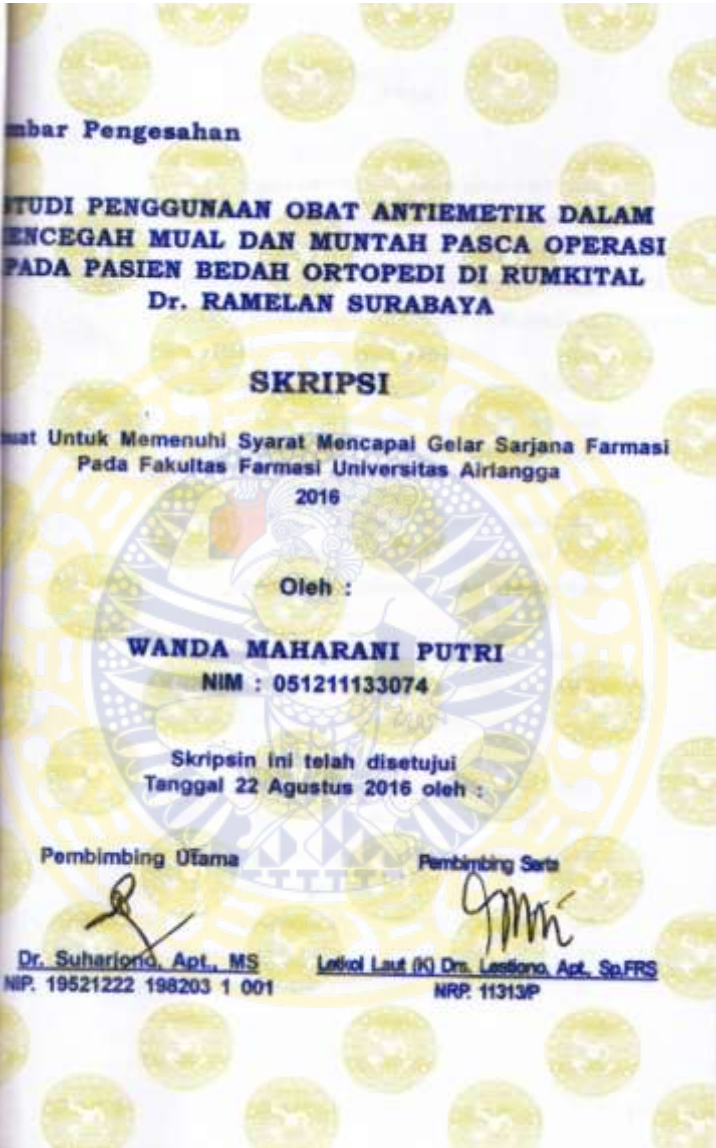 mbar Pengesahan
TUDI PENGGUNAAN OBAT ANTIEMETIK DALAM
ENCEGAH MUAL DAN MUNTAH PASCA OPERASI
PADA PASIEN BEDAH ORTOPEDI DI RUMKITAL
Dr. RAMELAN SURABAYA
SKRIPSI
uat Untuk Memenuhi Syarat Mencapai Gelar Sarjana Farmasi
Pada Fakultas Farmasi Universitas Airlangga
2016
Oleh :
WANDA MAHARANI PUTRI
NIM : 051211133074
Skripsin ini telah disetujui
Tanggal 22 Agustus 2016 oleh :
Pembimbing Utama
Pembimbing Serta
Dr. Suharjono, Apt., MS
Letkol Laut (K) Drs. Lestiono, Apt., Sp.FRS
NIP. 19521222 198203 1 001
NRP. 11313/P